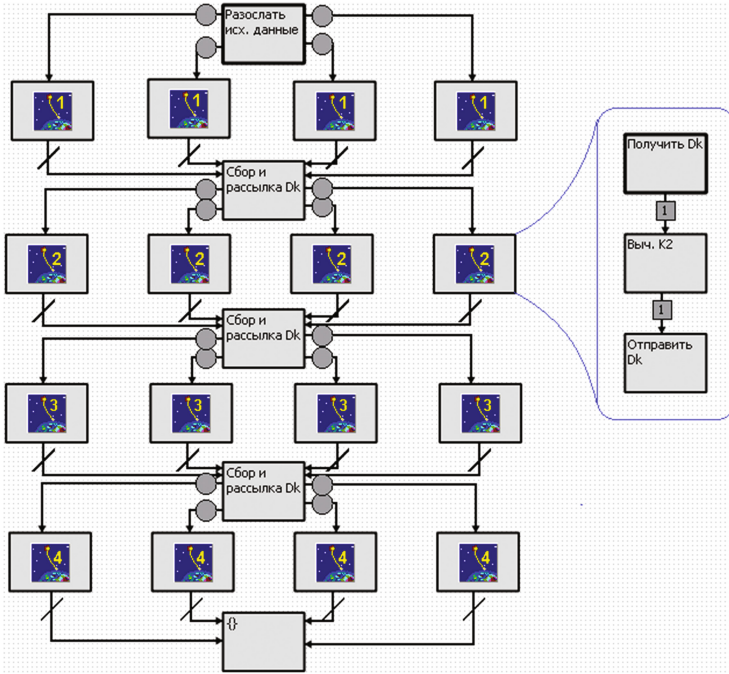 Разослать
исх. данные
1
1
1
1
Сбор и
рассылка Dk
2
2
2
2
Сбор и
рассылка Dk
3
3
3
3
Сбор и
рассылка Dk
4
4
4
4
{}
Получить Dk
1
Выч. K2
1
Отправить
Dk